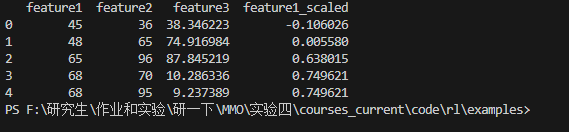 feature1 feature2 feature3 feature1_scaled
0 45 36 38.346223 -0.106026
1 48 65 74.916984 0.005580
2 65 96 87.845219 0.638015
3 68 70 10.286336 0.749621
4 68 95 9.237389 0.749621
PS F:\研究生\作业和实验\研一下\MMO\实验四\courses_current\code\rl\examples>